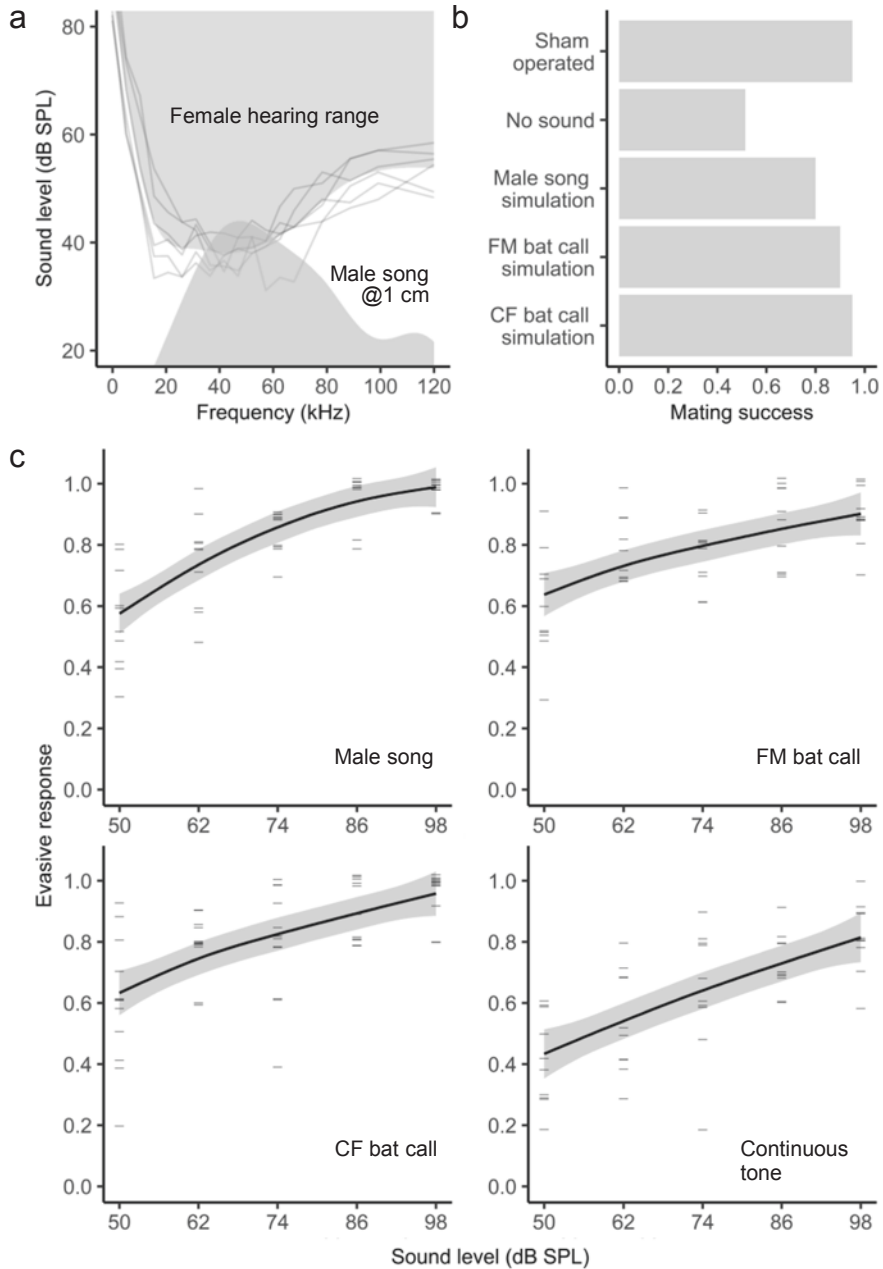 a
Sound level (dB SPL)
80
60
40
20
Female hearing range
Male song
@1 cm
0
20
40
60
80
100
120
Frequency (kHz)
b
Sham
operated
No sound
Male song
simulation
FM bat call
simulation
CF bat call
simulation
0.0
0.2
0.4
0.6
0.8
1.0
Mating success
c
Evasive response
1.0
0.8
0.6
0.4
0.2
0.0
Male song
50
62
74
86
98
1.0
0.8
0.6
0.4
0.2
0.0
FM bat call
50
62
74
86
98
1.0
0.8
0.6
0.4
0.2
0.0
CF bat call
50
62
74
86
98
1.0
0.8
0.6
0.4
0.2
0.0
Continuous
tone
50
62
74
86
98
Sound level (dB SPL)